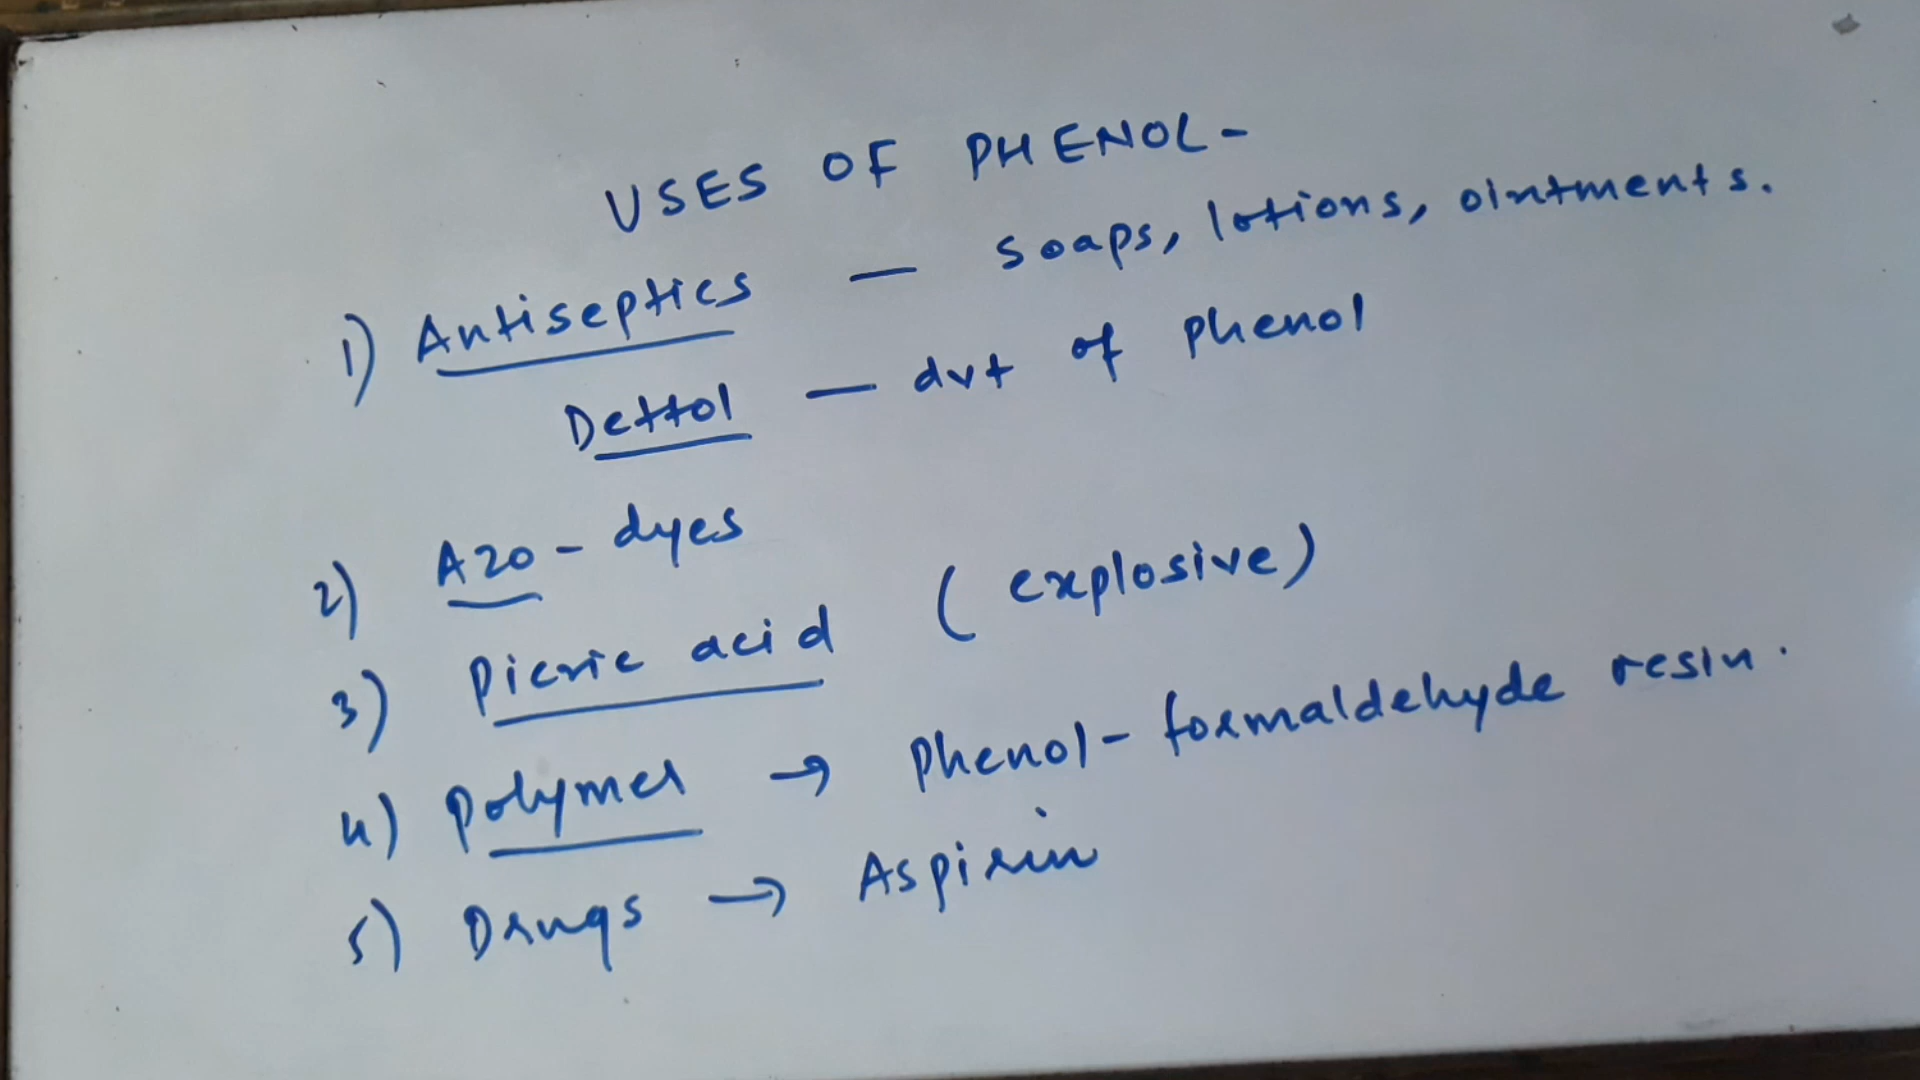 USES OF PHENOL-
1) Antiseptics — soaps, lotions, ointments.
Dettol — dvt of phenol
2) Azo - dyes
3) Picric acid (explosive)
4) Polymer → Phenol - formaldehyde resin.
5) Drugs → Aspirin